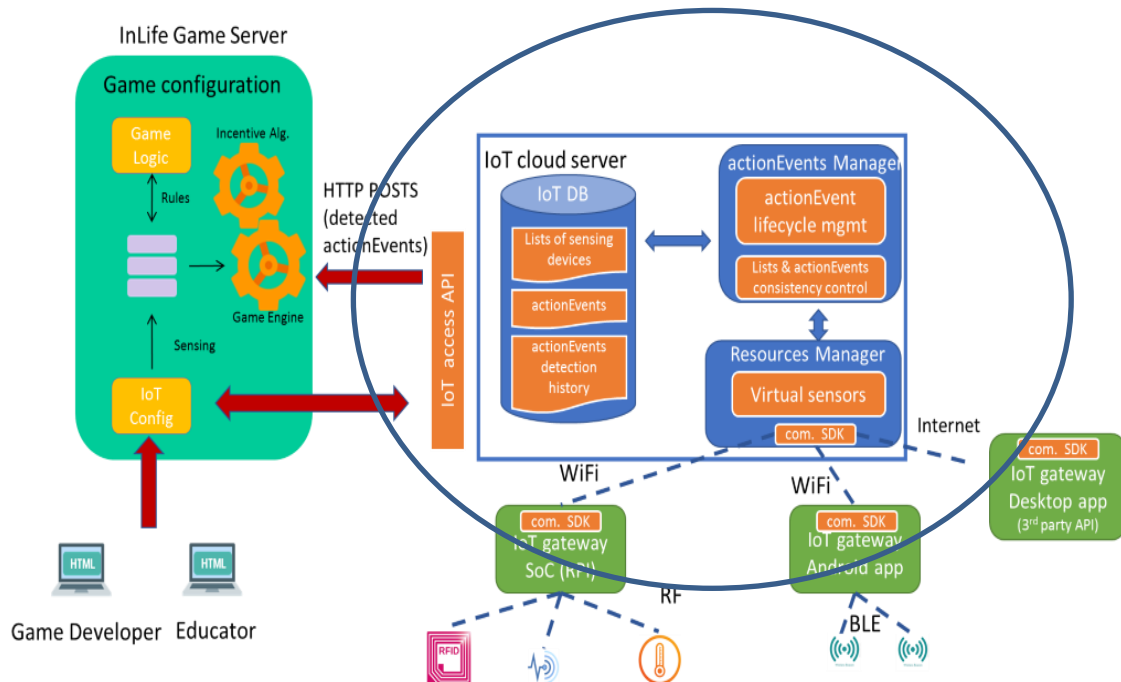 InLife Game Server
Game configuration
Game
Logic
Incentive Alg.
Rules
Game Engine
Sensing
IoT
Config
HTML
HTML
Game Developer
Educator
HTTP POSTS
(detected
actionEvents)
IoT access API
IoT cloud server
IoT DB
Lists of sensing
devices
actionEvents
actionEvents
detection
history
actionEvents Manager
actionEvent
lifecycle mgmt
Lists & actionEvents
consistency control
Resources Manager
Virtual sensors
com. SDK
WiFi
WiFi
Internet
com. SDK
IoT gateway
SoC (RPI)
com. SDK
IoT gateway
Android app
com. SDK
IoT gateway
Desktop app
(3rd party API)
RF
BLE
RFID